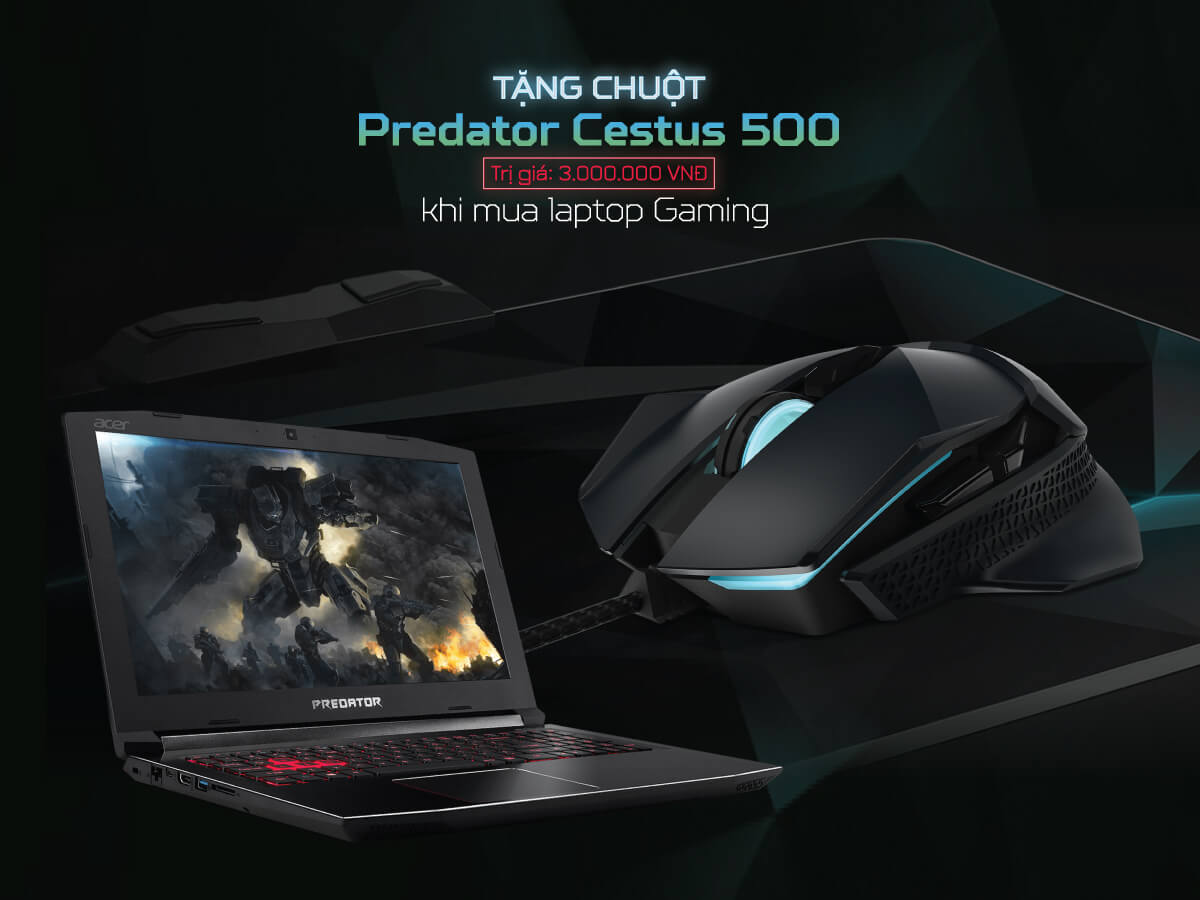 TẶNG CHUỘT
Predator Cestus 500
Trị giá: 3.000.000 VNĐ
khi mua laptop Gaming
acer
PREDATOR